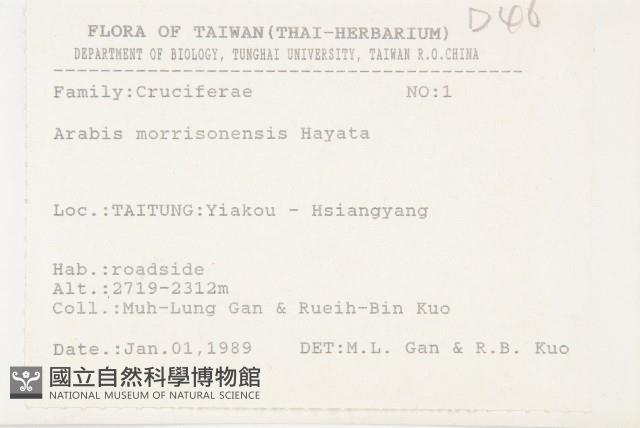 D46
FLORA OF TAIWAN(THAI-HERBARIUM)
DEPARTMENT OF BIOLOGY, TUNGHAI UNIVERSITY, TAIWAN R.O.CHINA
Family:Cruciferae NO:1
Arabis morrisonensis Hayata
Loc.:TAITUNG:Yiakou - Hsiangyang
Hab.:roadside
Alt.:2719-2312m
Coll.:Muh-Lung Gan & Rueih-Bin Kuo
Date.:Jan.01,1989 DET:M.L. Gan & R.B. Kuo
國立自然科學博物館
NATIONAL MUSEUM OF NATURAL SCIENCE